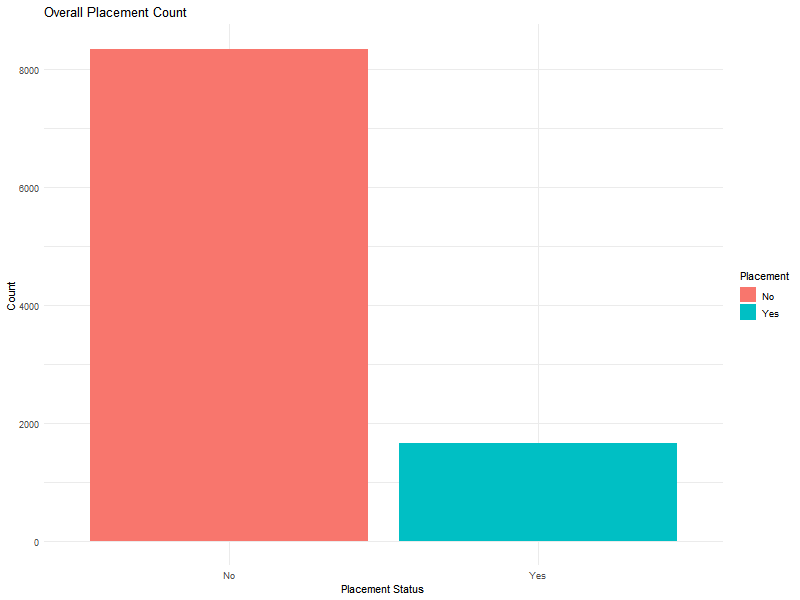 Overall Placement Count
Count
8000
6000
4000
2000
0
No
Yes
Placement Status
Placement
No
Yes